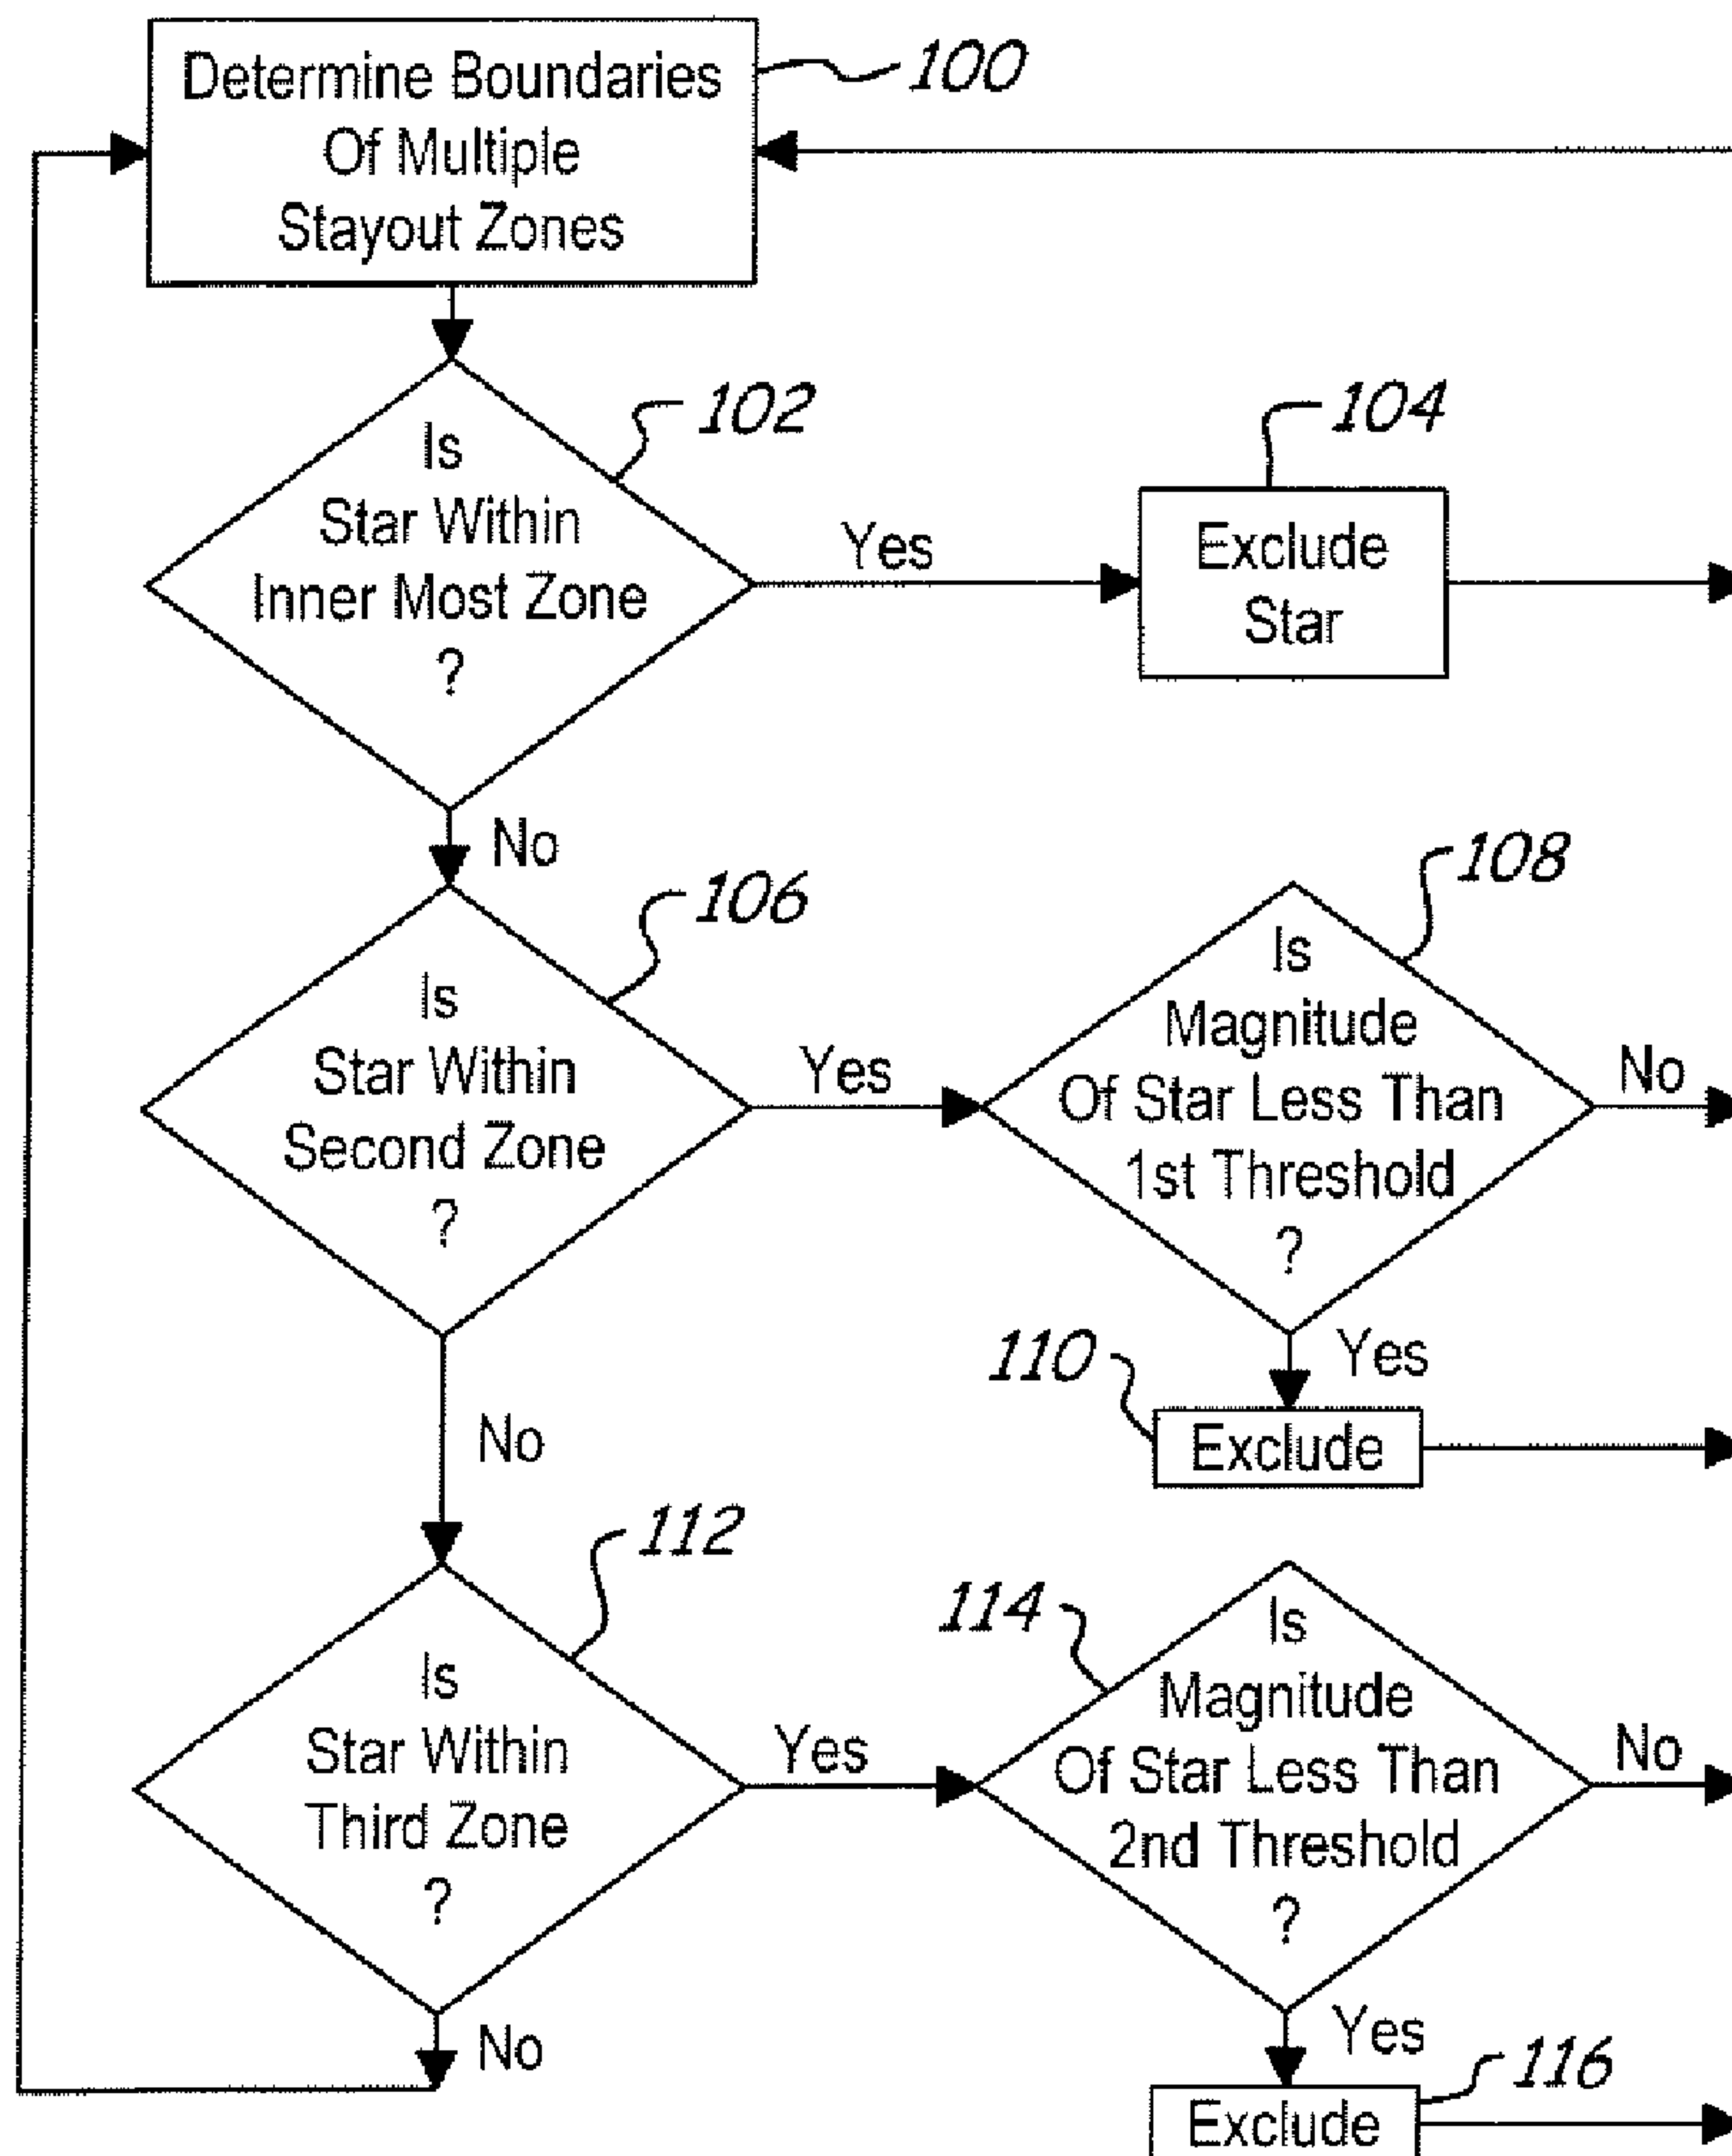 Determine Boundaries
Of Multiple
Stayout Zones
100
Is
Star Within
Inner Most Zone
?
102
Yes
Exclude
Star
104
No
Is
Star Within
Second Zone
?
106
Yes
Is
Magnitude
Of Star Less Than
1st Threshold
?
108
No
Yes
110
Exclude
No
Is
Star Within
Third Zone
?
112
Yes
114
Is
Magnitude
Of Star Less Than
2nd Threshold
?
No
No
Yes
Exclude
116